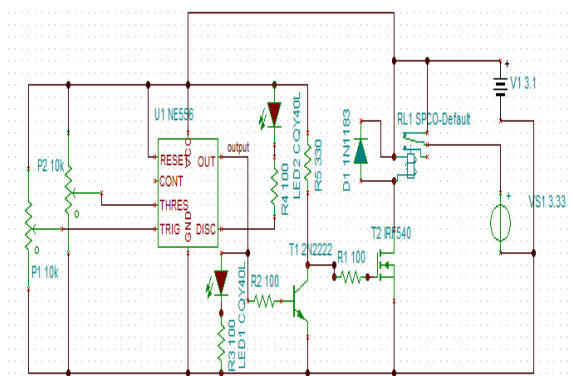 +
V1 3.1
U1 NE556
RL1 SPCO-Default
P2 10k
RESET
VCC
OUT
output
CONT
THRES
TRIG
GND
DISC
LED2 CQY40L
R4 100
R5 330
D1 1N1183
+
VS1 3.33
P1 10k
T1 2N2222
T2 IRF540
R1 100
R2 100
LED1 CQY40L
R3 100